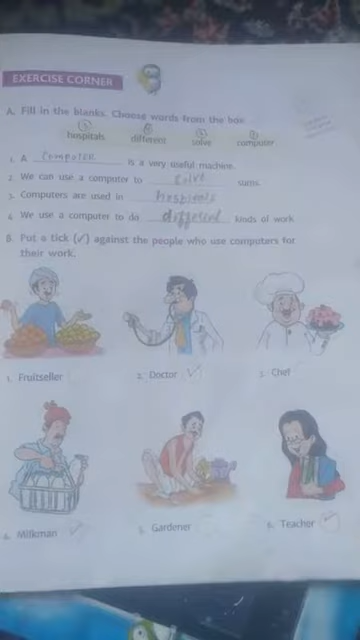 EXERCISE CORNER
A. Fill in the blanks. Choose words from the box
hospitals different solve computer
1. A computer is a very useful machine.
2. We can use a computer to solve sums.
3. Computers are used in hospitals
4. We use a computer to do different kinds of work
B. Put a tick (✓) against the people who use computers for
their work.
1. Fruitseller 2. Doctor ✓ 3. Chef
4. Milkman 5. Gardener 6. Teacher